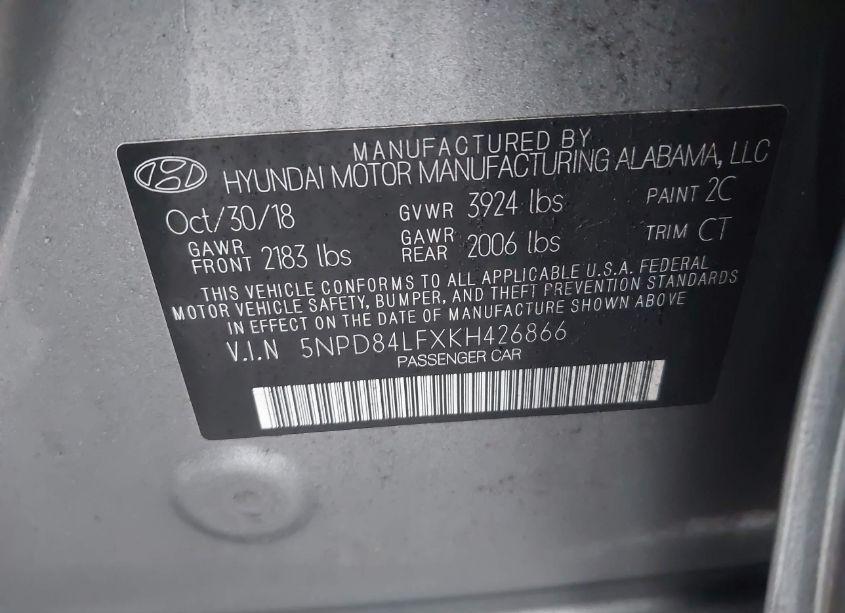 MANUFACTURED BY
HYUNDAI MOTOR MANUFACTURING ALABAMA, LLC
Oct/30/18 GVWR 3924 lbs PAINT 2C
GAWR FRONT 2183 lbs GAWR REAR 2006 lbs TRIM CT
THIS VEHICLE CONFORMS TO ALL APPLICABLE U.S.A. FEDERAL
MOTOR VEHICLE SAFETY, BUMPER, AND THEFT PREVENTION STANDARDS
IN EFFECT ON THE DATE OF MANUFACTURE SHOWN ABOVE
V.I.N 5NPD84LFXKH426866
PASSENGER CAR